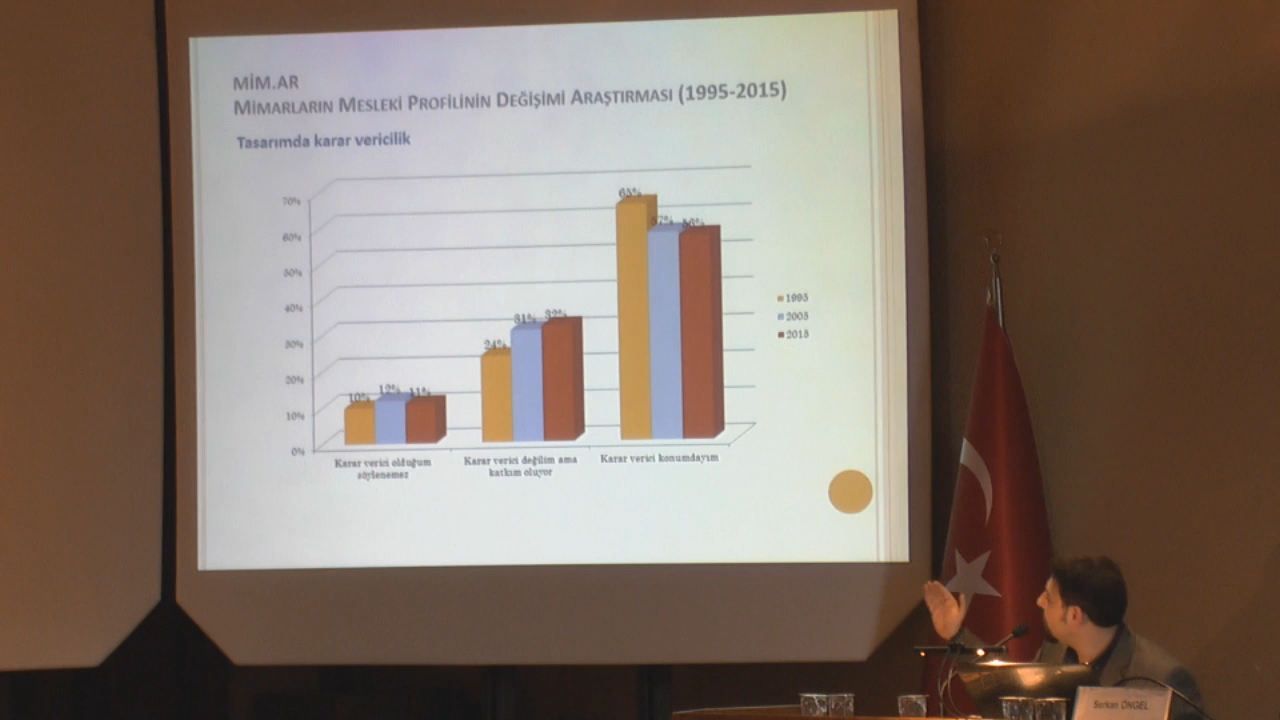 MİM.AR
MİMARLARIN MESLEKİ PROFİLİNİN DEĞİŞİMİ ARAŞTIRMASI (1995-2015)
Tasarımda karar vericilik
70%
60%
50%
40%
30%
20%
10%
0%
10%
12%
11%
24%
31%
32%
65%
57%
56%
Karar verici olduğum
söylenemez
Karar verici değilim ama
katkım oluyor
Karar verici konumdayım
1995
2005
2015
Serkan ÖNGEL